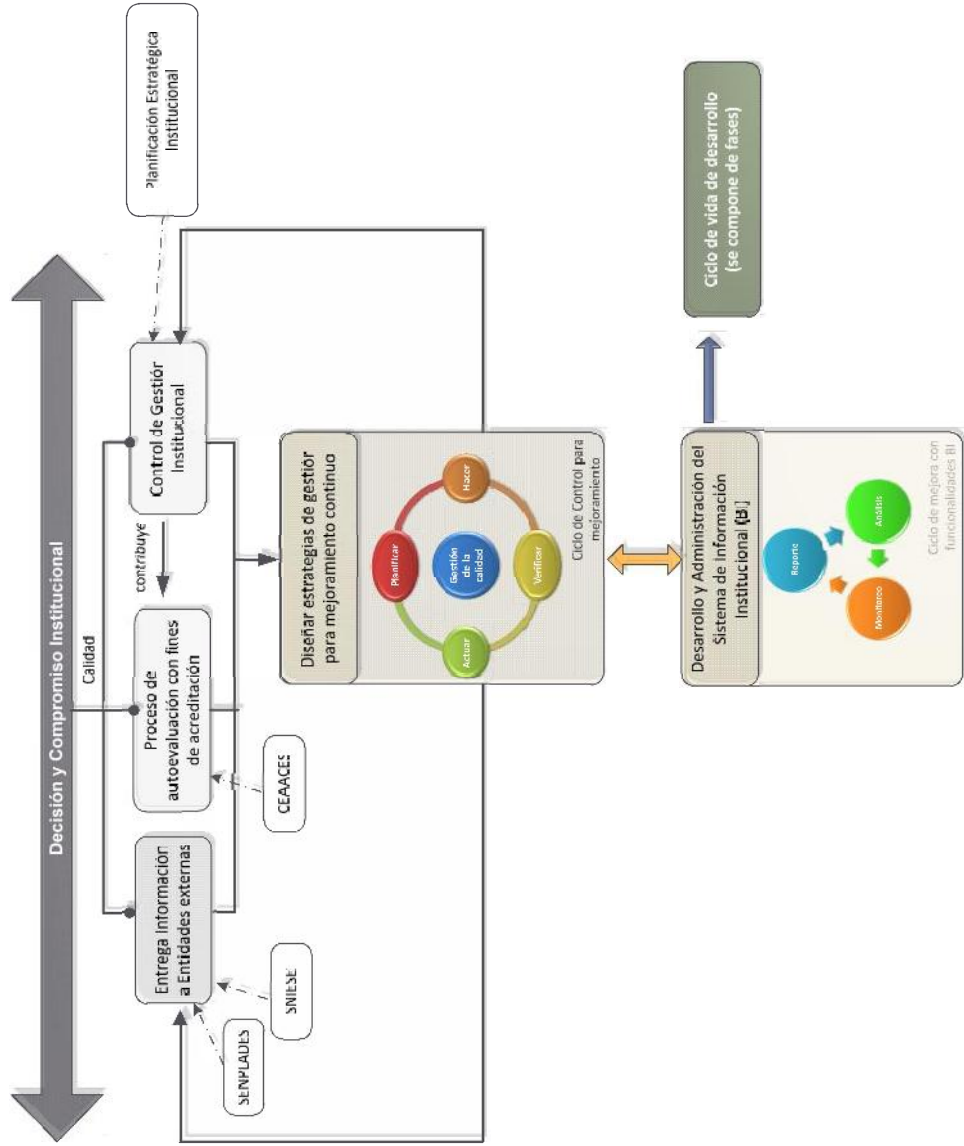 Decisión y Compromiso Institucional
Calidad
Entrega Información
a Entidades externas
Proceso de
autoevaluación con fines
de acreditación
contribuye
Control de Gestiór
Institucional
Planificación Estratégica
Institucional
SENPLADES
SNIESE
CEAACES
Diseñar estrategias de gestiór
para mejoramiento continuo
Planificar
Hacer
Verificar
Actuar
Gestión
de la
calidad
Ciclo de Control para
mejoramiento
Desarrollo y Administración del
Sistema de Información
Institucional (BI)
Reporte
Análisis
Monitoreo
Ciclo de mejora con
funcionalidades BI
Ciclo de vida de desarrollo
(se compone de fases)